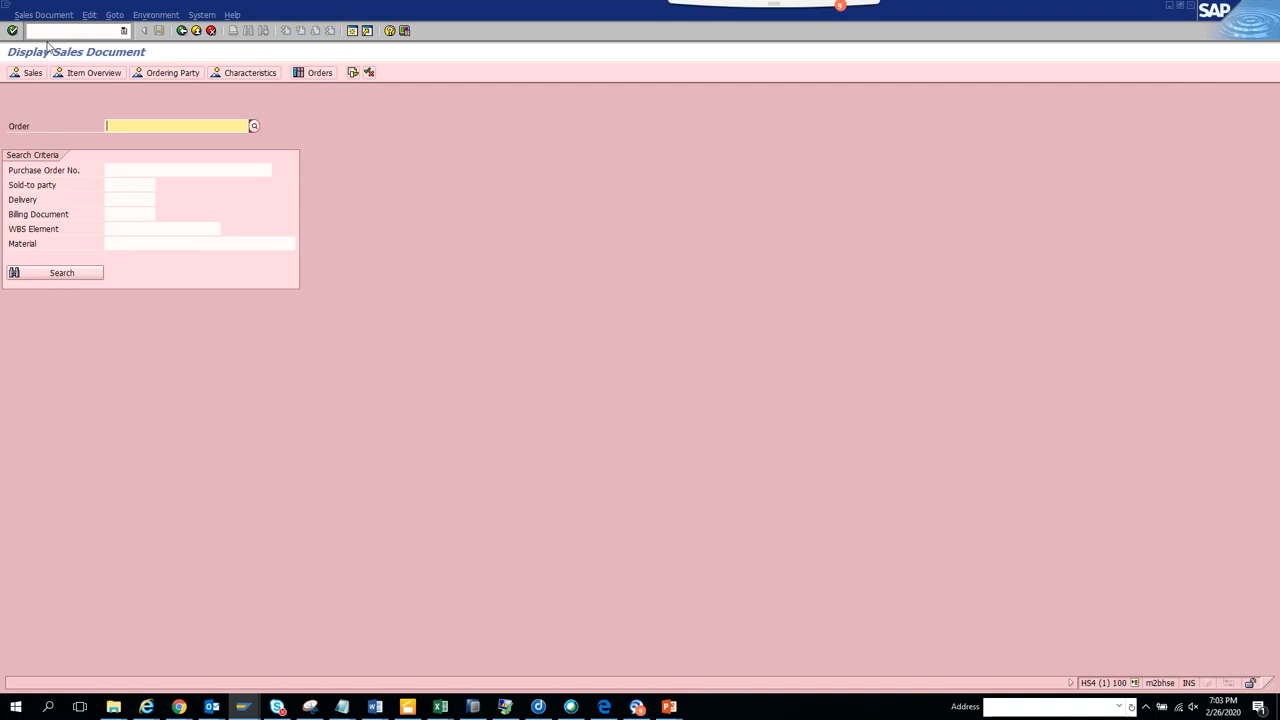 Sales Document Edit Goto Environment System Help
9
SAP
Display Sales Document
Sales Item Overview Ordering Party Characteristics Orders
Order
Search Criteria
Purchase Order No.
Sold-to party
Delivery
Billing Document
WBS Element
Material
Search
HS4 (1) 100 m2bhse INS
Address
7:03 PM
2/26/2020